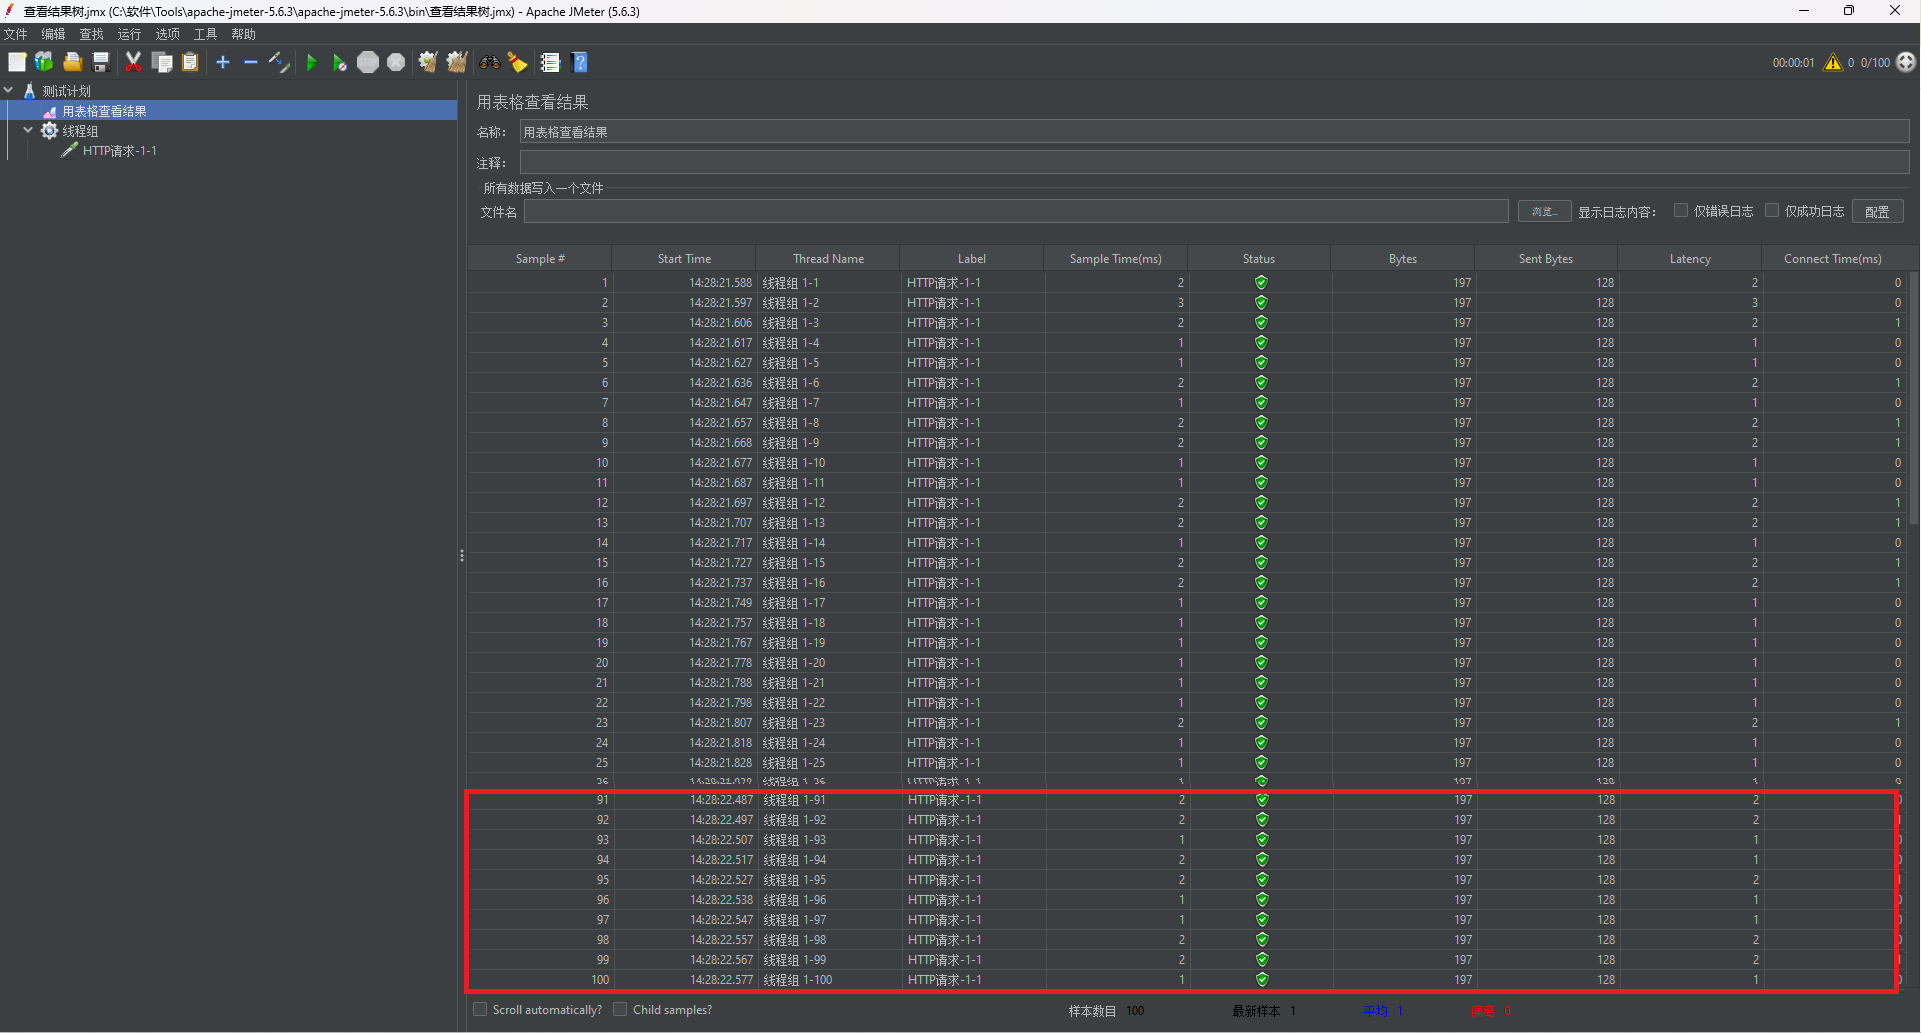 查看结果树.jmx (C:\软件\Tools\apache-jmeter-5.6.3\apache-jmeter-5.6.3\bin\查看结果树.jmx) - Apache JMeter (5.6.3)
文件 编辑 查找 运行 选项 工具 帮助
00:00:01 0 0/100
测试计划
用表格查看结果
线程组
HTTP请求-1-1
用表格查看结果
名称: 用表格查看结果
注释:
所有数据写入一个文件
文件名 浏览... 显示日志内容: 仅错误日志 仅成功日志 配置
Sample # Start Time Thread Name Label Sample Time(ms) Status Bytes Sent Bytes Latency Connect Time(ms)
1 14:28:21.588 线程组 1-1 HTTP请求-1-1 2 197 128 2 0
2 14:28:21.597 线程组 1-2 HTTP请求-1-1 3 197 128 3 0
3 14:28:21.606 线程组 1-3 HTTP请求-1-1 2 197 128 2 1
4 14:28:21.617 线程组 1-4 HTTP请求-1-1 1 197 128 1 0
5 14:28:21.627 线程组 1-5 HTTP请求-1-1 1 197 128 1 0
6 14:28:21.636 线程组 1-6 HTTP请求-1-1 2 197 128 2 1
7 14:28:21.647 线程组 1-7 HTTP请求-1-1 1 197 128 1 0
8 14:28:21.657 线程组 1-8 HTTP请求-1-1 2 197 128 2 1
9 14:28:21.668 线程组 1-9 HTTP请求-1-1 2 197 128 2 1
10 14:28:21.677 线程组 1-10 HTTP请求-1-1 1 197 128 1 0
11 14:28:21.687 线程组 1-11 HTTP请求-1-1 1 197 128 1 0
12 14:28:21.697 线程组 1-12 HTTP请求-1-1 2 197 128 2 1
13 14:28:21.707 线程组 1-13 HTTP请求-1-1 2 197 128 2 1
14 14:28:21.717 线程组 1-14 HTTP请求-1-1 1 197 128 1 0
15 14:28:21.727 线程组 1-15 HTTP请求-1-1 2 197 128 2 1
16 14:28:21.737 线程组 1-16 HTTP请求-1-1 2 197 128 2 1
17 14:28:21.749 线程组 1-17 HTTP请求-1-1 1 197 128 1 0
18 14:28:21.757 线程组 1-18 HTTP请求-1-1 1 197 128 1 0
19 14:28:21.767 线程组 1-19 HTTP请求-1-1 1 197 128 1 0
20 14:28:21.778 线程组 1-20 HTTP请求-1-1 1 197 128 1 0
21 14:28:21.788 线程组 1-21 HTTP请求-1-1 1 197 128 1 0
22 14:28:21.798 线程组 1-22 HTTP请求-1-1 1 197 128 1 0
23 14:28:21.807 线程组 1-23 HTTP请求-1-1 2 197 128 2 1
24 14:28:21.818 线程组 1-24 HTTP请求-1-1 1 197 128 1 0
25 14:28:21.828 线程组 1-25 HTTP请求-1-1 1 197 128 1 0
91 14:28:22.487 线程组 1-91 HTTP请求-1-1 2 197 128 2
92 14:28:22.497 线程组 1-92 HTTP请求-1-1 2 197 128 2
93 14:28:22.507 线程组 1-93 HTTP请求-1-1 1 197 128 1
94 14:28:22.517 线程组 1-94 HTTP请求-1-1 2 197 128 1
95 14:28:22.527 线程组 1-95 HTTP请求-1-1 2 197 128 2
96 14:28:22.538 线程组 1-96 HTTP请求-1-1 1 197 128 1
97 14:28:22.547 线程组 1-97 HTTP请求-1-1 1 197 128 1
98 14:28:22.557 线程组 1-98 HTTP请求-1-1 2 197 128 2
99 14:28:22.567 线程组 1-99 HTTP请求-1-1 2 197 128 2
100 14:28:22.577 线程组 1-100 HTTP请求-1-1 1 197 128 1
Scroll automatically? Child samples? 样本数目 100 最新样本 1 平均 1 偏离 0